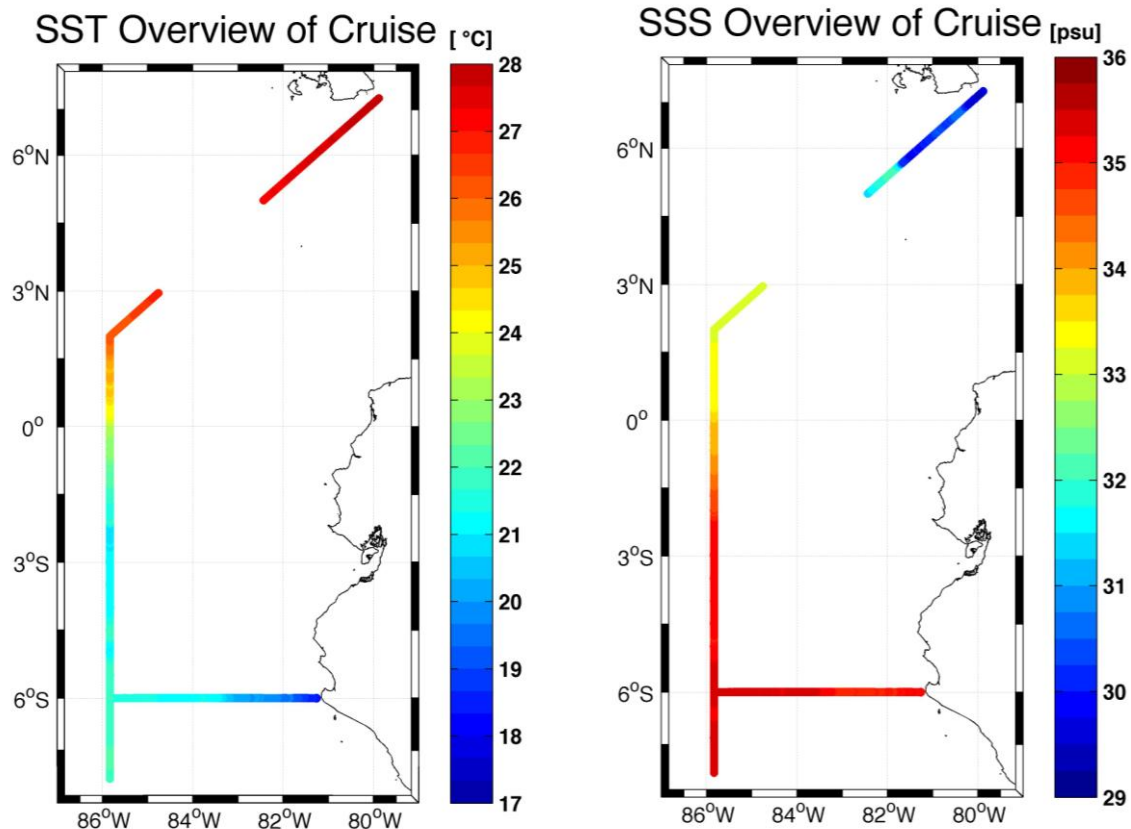 SST Overview of Cruise [ °C]
28
27
26
25
24
23
22
21
20
19
18
17
6°N
3°N
0°
3°S
6°S
86°W 84°W 82°W 80°W
SSS Overview of Cruise [psu]
36
35
34
33
32
31
30
29
6°N
3°N
0°
3°S
6°S
86°W 84°W 82°W 80°W